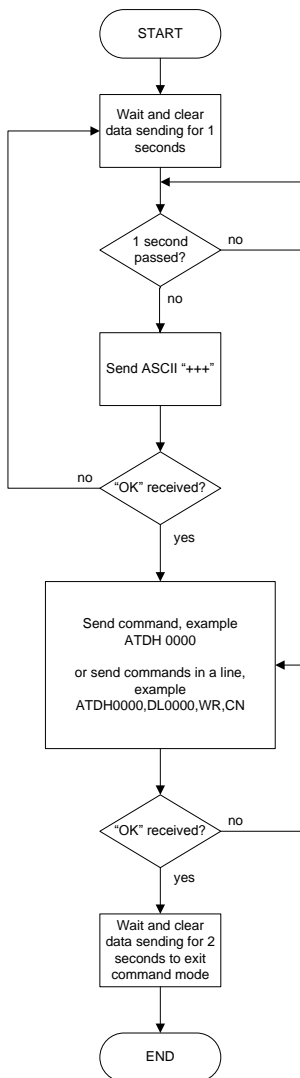 START
Wait and clear
data sending for 1
seconds
1 second
passed?
no
no
Send ASCII “+++”
“OK” received?
no
yes
Send command, example
ATDH 0000
or send commands in a line,
example
ATDH0000,DL0000,WR,CN
“OK” received?
no
yes
Wait and clear
data sending for 2
seconds to exit
command mode
END